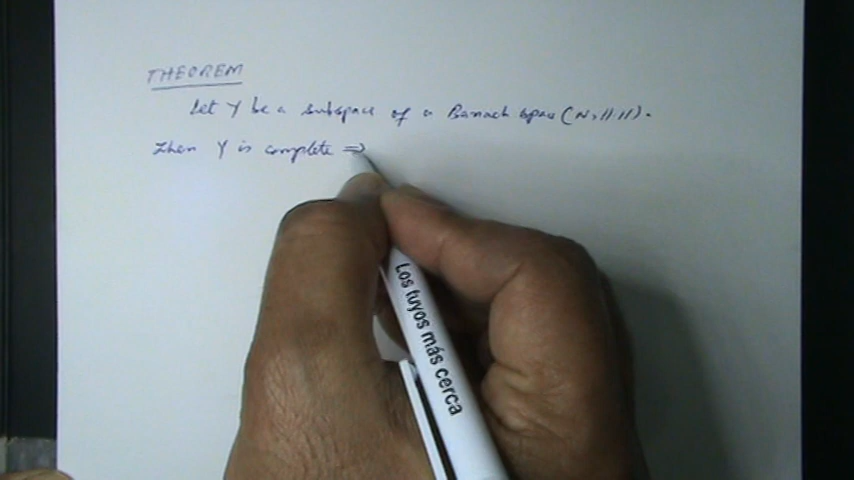 THEOREM
Let Y be a subspace of a Banach space (N, ||.||).
Then Y is complete ⇒
Los tuyos más cerca